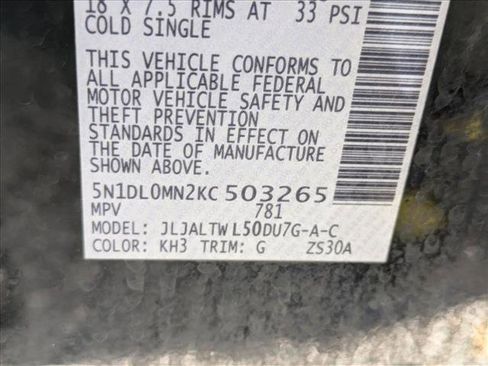 18 X 7.5 RIMS AT 33 PSI
COLD SINGLE
THIS VEHICLE CONFORMS TO
ALL APPLICABLE FEDERAL
MOTOR VEHICLE SAFETY AND
THEFT PREVENTION
STANDARDS IN EFFECT ON
THE DATE OF MANUFACTURE
SHOWN ABOVE.
5N1DL0MN2KC 503265
MPV 781
MODEL: JLJALTWL50DU7G-A-C
COLOR: KH3 TRIM: G ZS30A